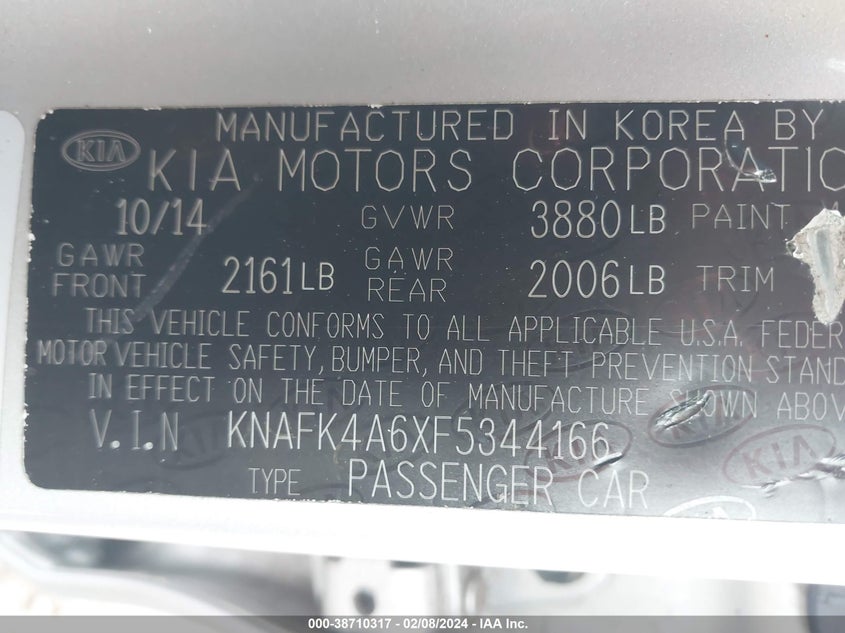 MANUFACTURED IN KOREA BY
KIA KIA MOTORS CORPORATIO
10/14 GVWR 3880LB PAINT
GAWR FRONT 2161LB GAWR REAR 2006LB TRIM
THIS VEHICLE CONFORMS TO ALL APPLICABLE U.S.A. FEDER
MOTOR VEHICLE SAFETY, BUMPER, AND THEFT PREVENTION STAND
IN EFFECT ON THE DATE OF MANUFACTURE SHOWN ABOV
V.I.N KNAFK4A6XF5344166
KIA
TYPE PASSENGER CAR
KIA
000-38710317 - 02/08/2024 - IAA Inc.